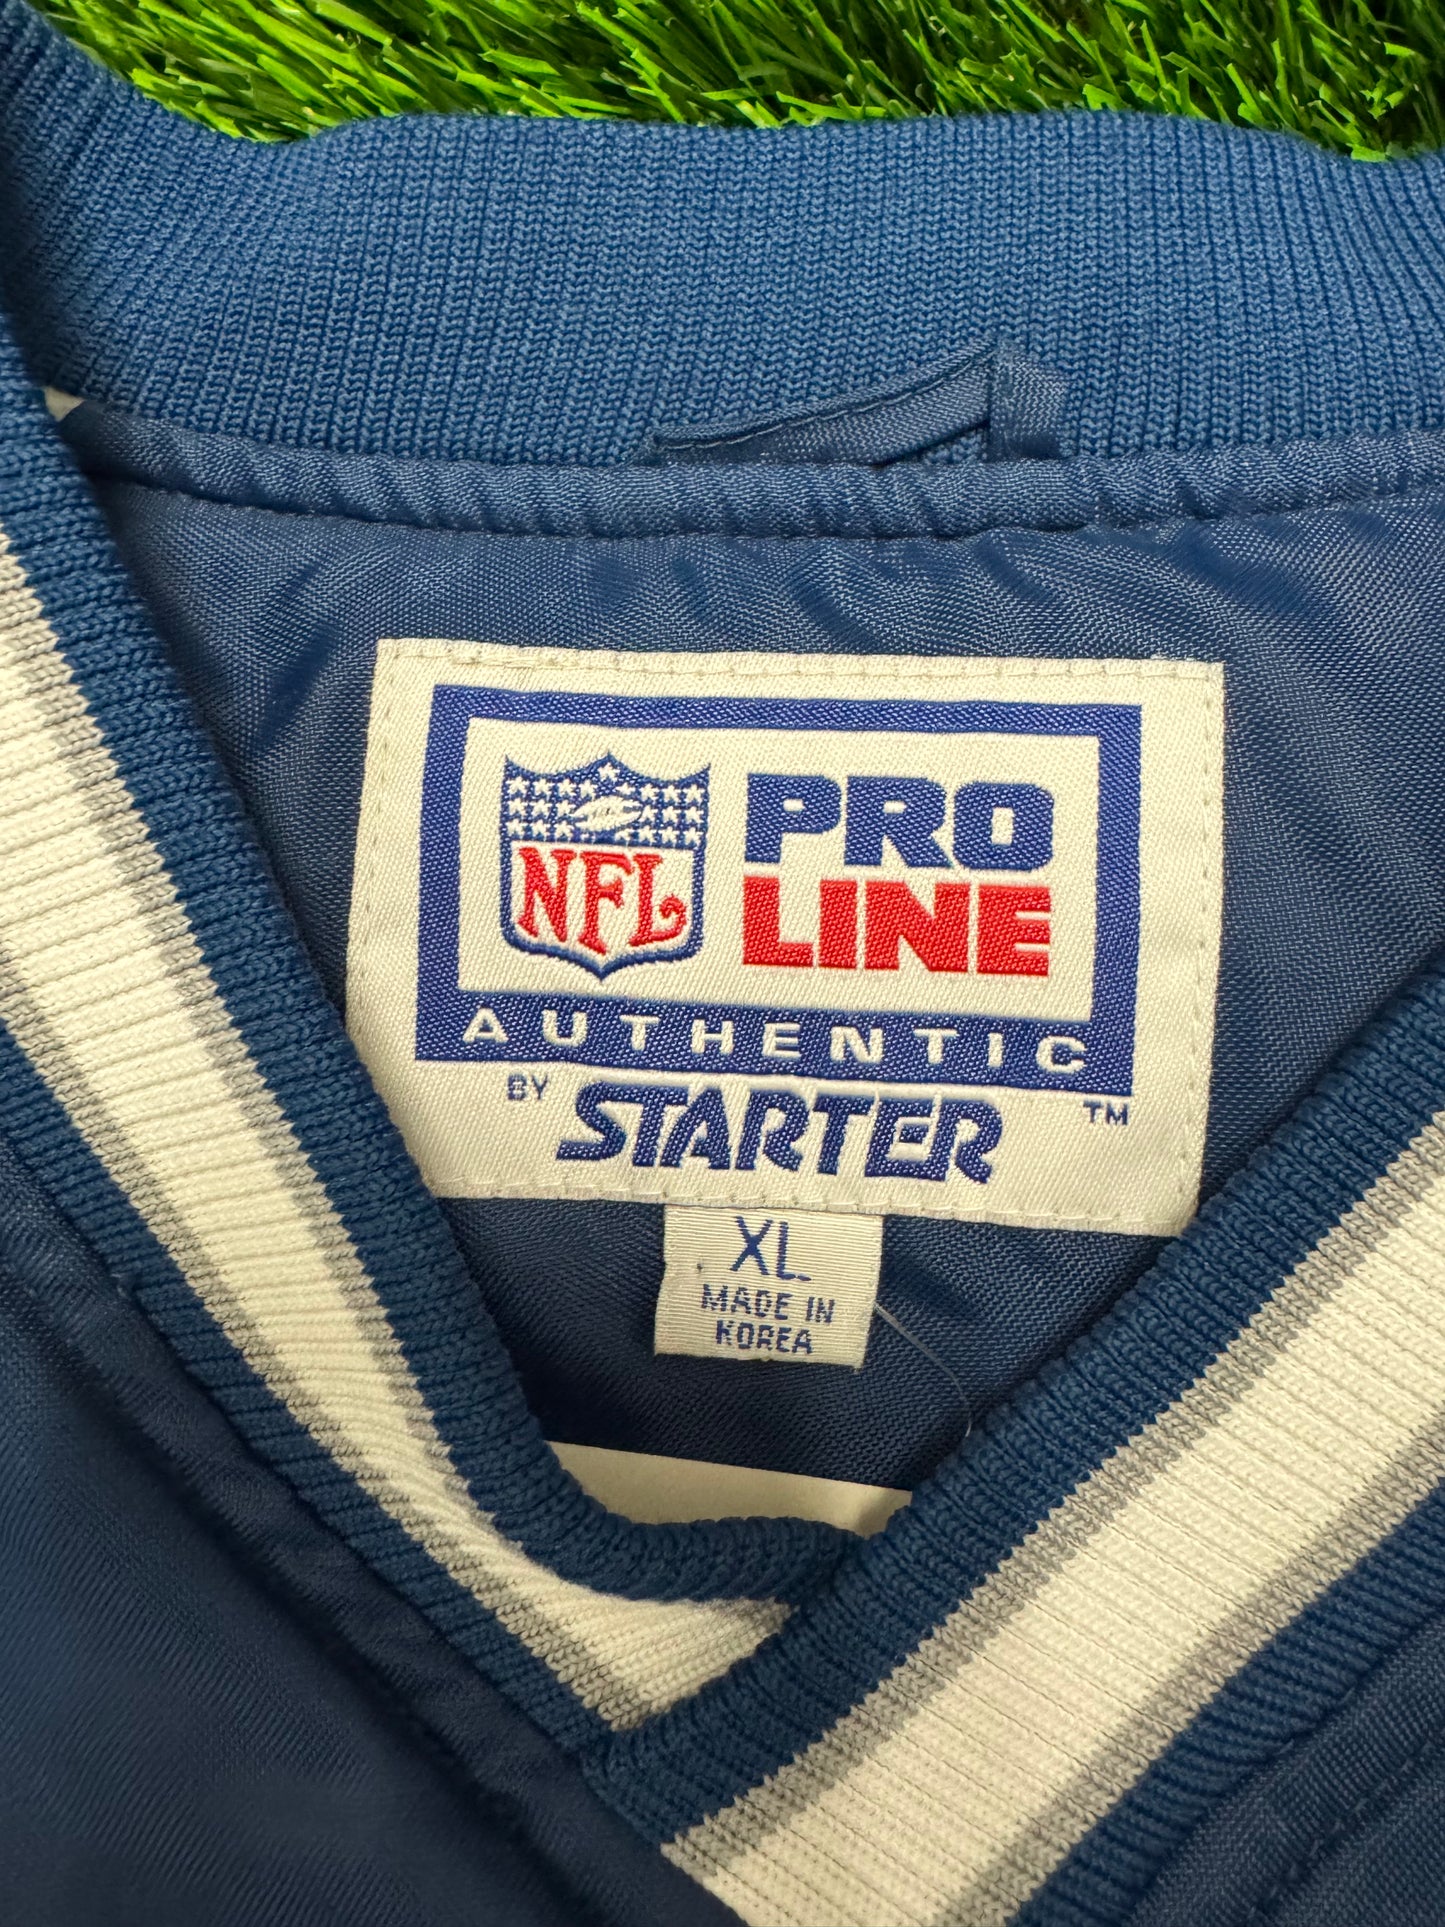 NFL
PRO
LINE
AUTHENTIC
BY STARTER TM
XL
MADE IN
KOREA